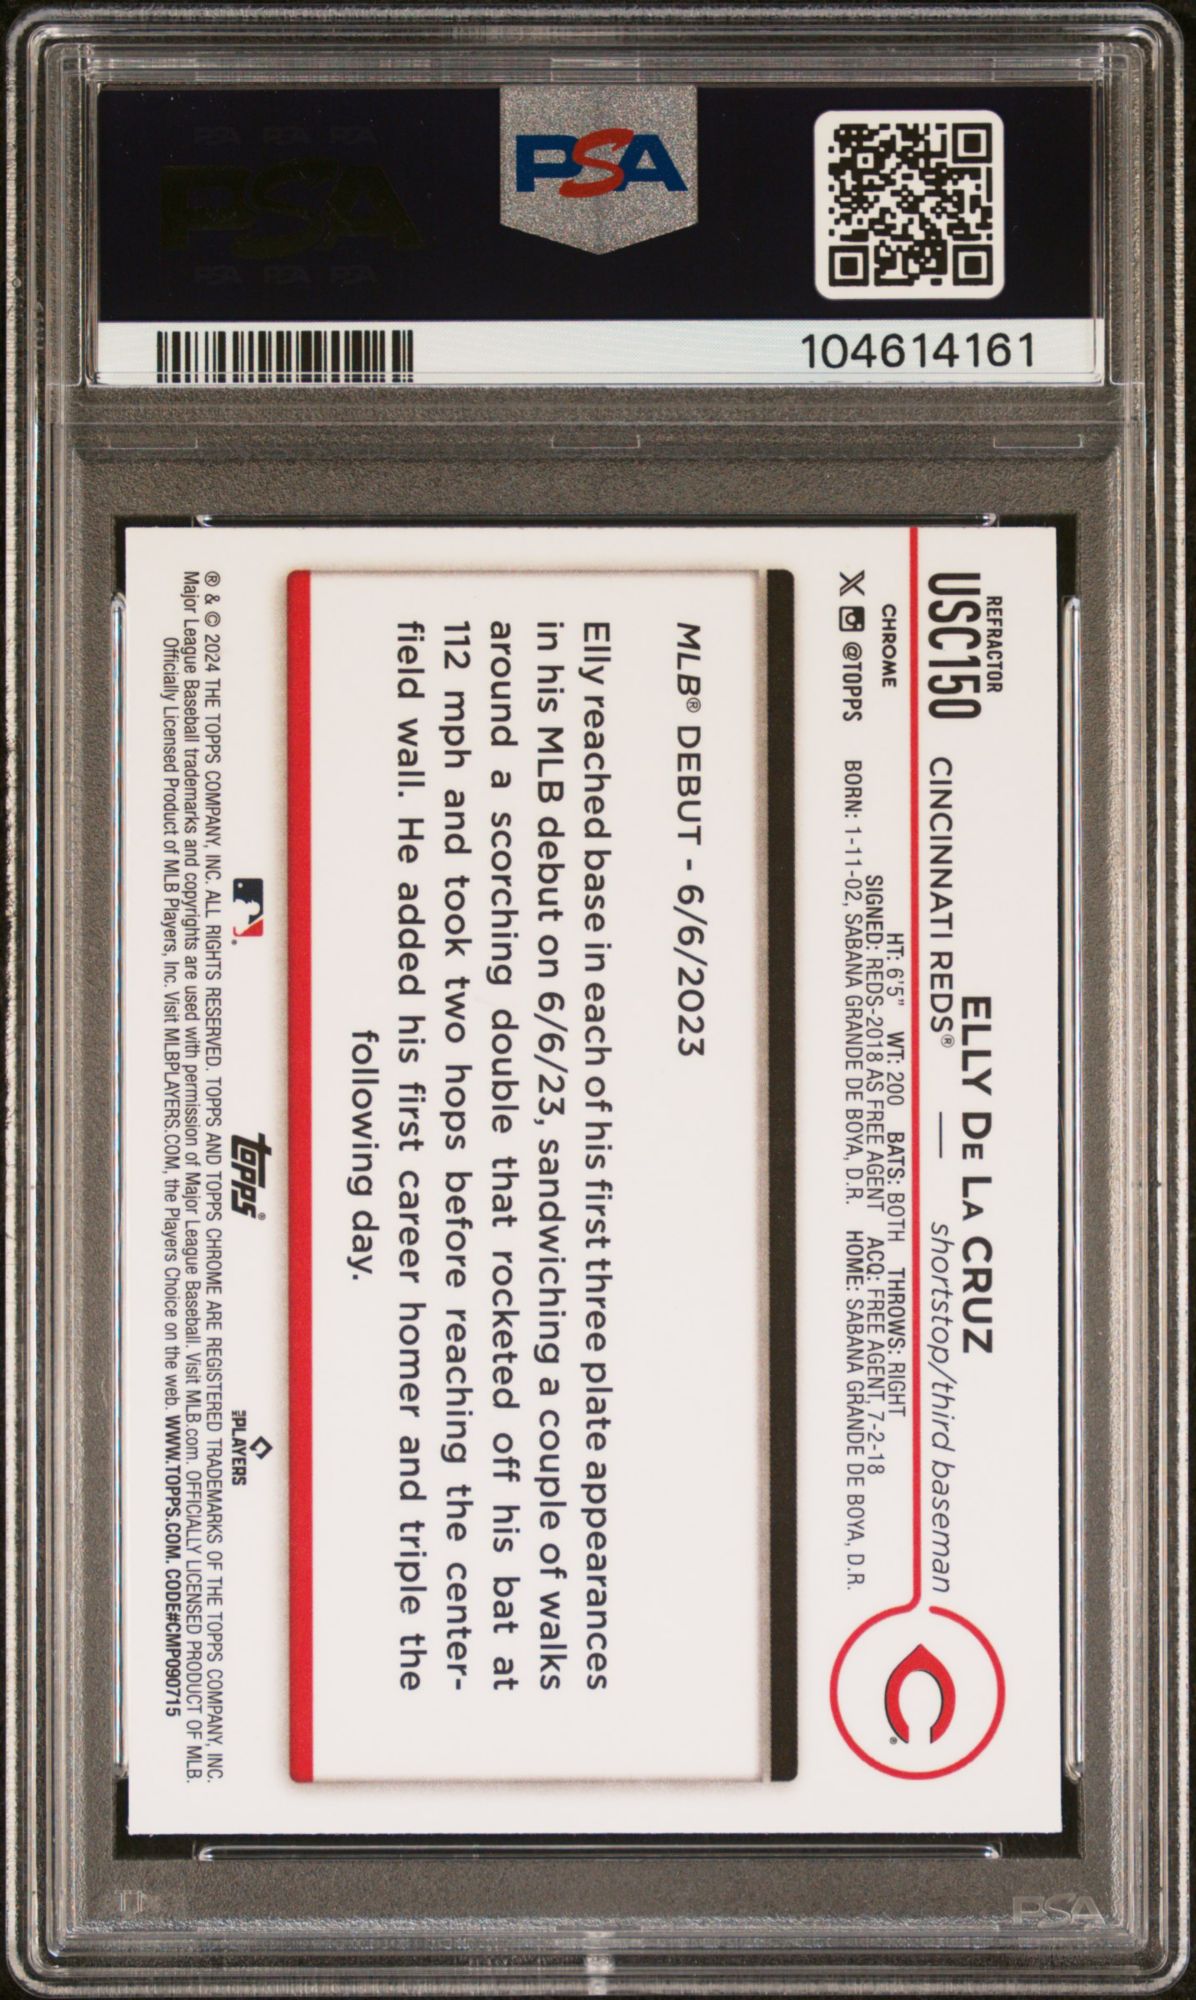 PSA PSA PSA
PSA
PSA PSA PSA
PSA
104614161
REFRACTOR
USC150
ELLY De LA CRUZ
CINCINNATI REDS® — shortstop/third baseman
CHROME
HT: 6'5" WT: 200 BATS: BOTH THROWS: RIGHT
SIGNED: REDS-2018 AS FREE AGENT ACQ: FREE AGENT, 7-2-18
@TOPPS
BORN: 1-11-02, SABANA GRANDE DE BOYA, D.R. HOME: SABANA GRANDE DE BOYA, D.R.
C®
MLB® DEBUT - 6/6/2023
Elly reached base in each of his first three plate appearances
in his MLB debut on 6/6/23, sandwiching a couple of walks
around a scorching double that rocketed off his bat at
112 mph and took two hops before reaching the center-
field wall. He added his first career homer and triple the
following day.
topps®
PLAYERS
® & © 2024 THE TOPPS COMPANY, INC. ALL RIGHTS RESERVED. TOPPS AND TOPPS CHROME ARE REGISTERED TRADEMARKS OF THE TOPPS COMPANY, INC.
Major League Baseball trademarks and copyrights are used with permission of Major League Baseball. Visit MLB.com. OFFICIALLY LICENSED PRODUCT OF MLB.
Officially Licensed Product of MLB Players, Inc. Visit MLBPLAYERS.COM, the Players Choice on the web. WWW.TOPPS.COM. CODE#CMP090715
PSA